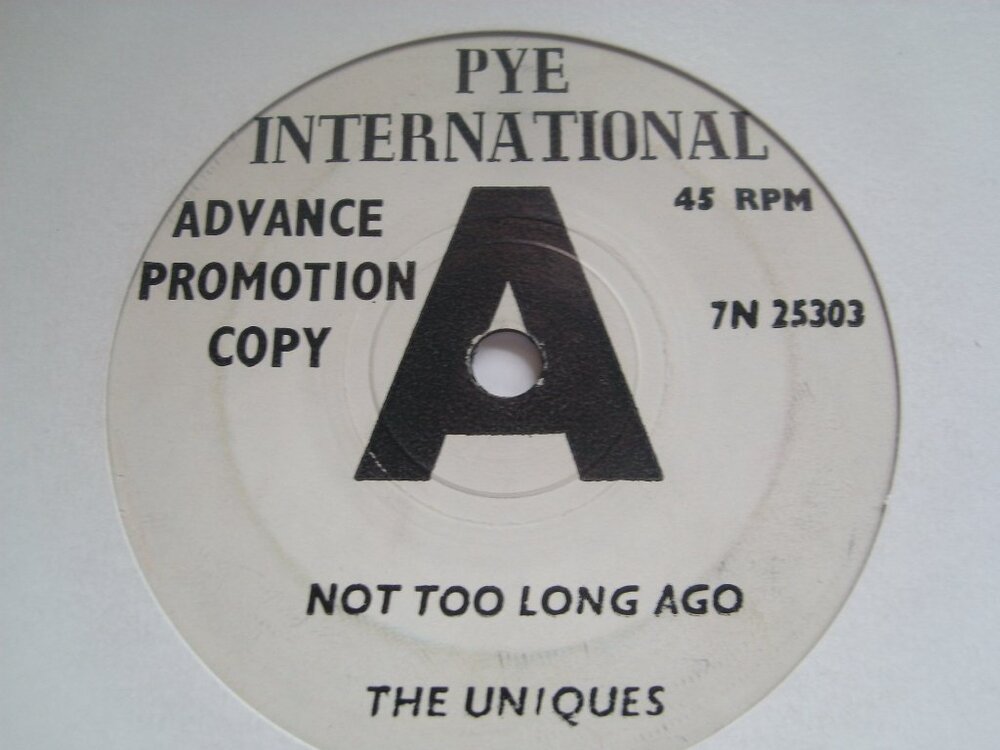 PYE
INTERNATIONAL
ADVANCE
PROMOTION
COPY
A
45 RPM
7N 25303
NOT TOO LONG AGO
THE UNIQUES